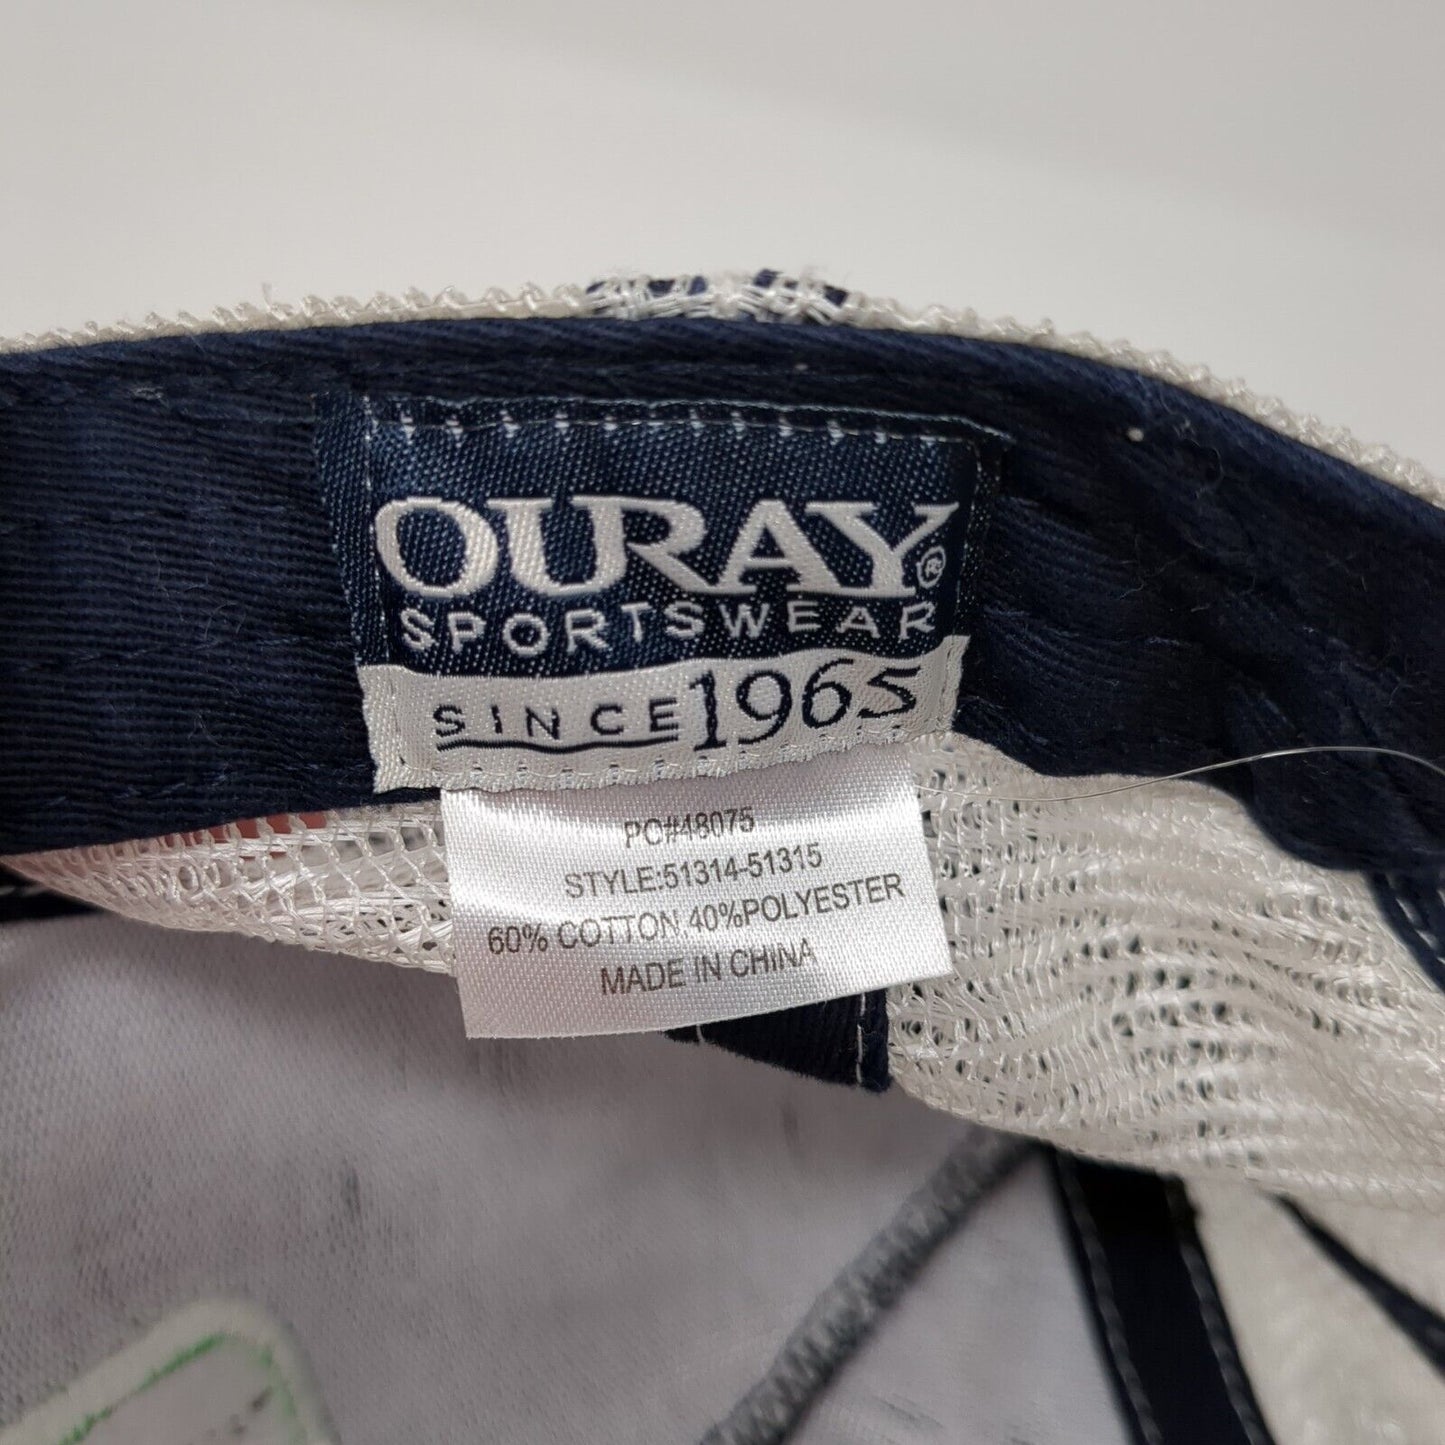 OURAY®
SPORTSWEAR
SINCE 1965
PC#48075
STYLE:51314-51315
60% COTTON 40%POLYESTER
MADE IN CHINA